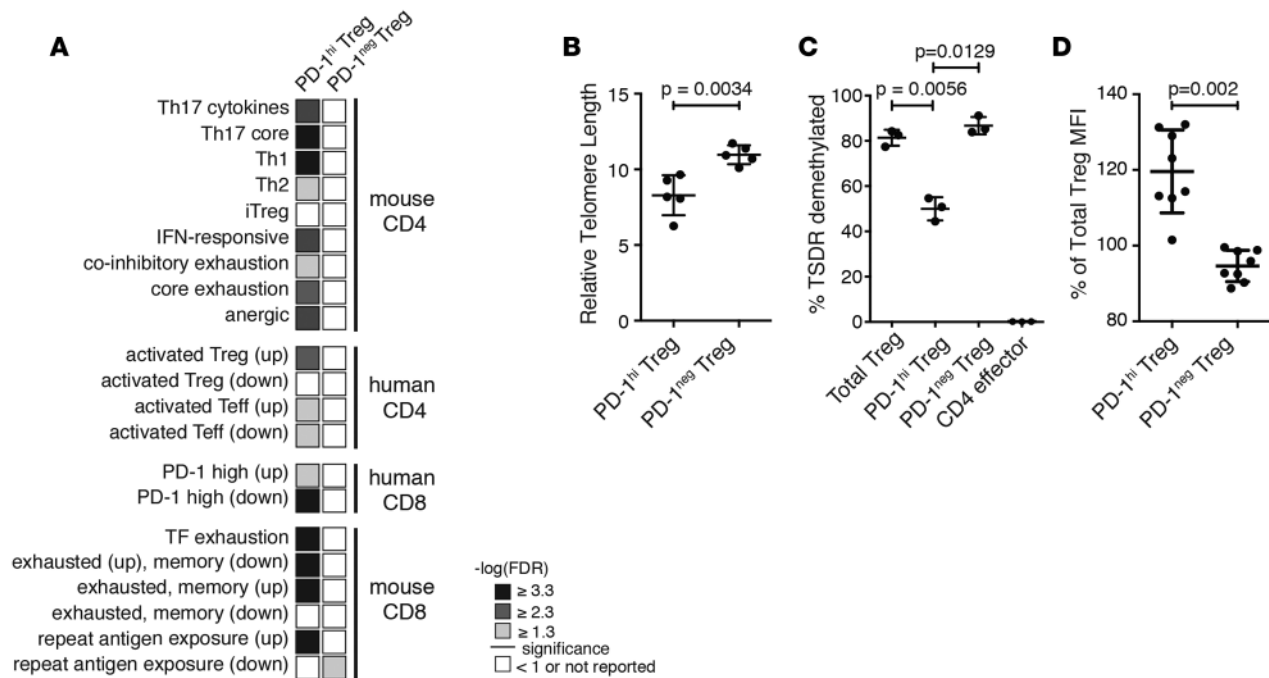 A
PD-1hi Treg
PD-1neg Treg
Th17 cytokines
Th17 core
Th1
Th2
iTreg
IFN-responsive
co-inhibitory exhaustion
core exhaustion
anergic
mouse
CD4
activated Treg (up)
activated Treg (down)
activated Teff (up)
activated Teff (down)
human
CD4
PD-1 high (up)
PD-1 high (down)
human
CD8
TF exhaustion
exhausted (up), memory (down)
exhausted, memory (up)
exhausted, memory (down)
repeat antigen exposure (up)
repeat antigen exposure (down)
mouse
CD8
-log(FDR)
≥ 3.3
≥ 2.3
≥ 1.3
significance
< 1 or not reported
B
p = 0.0034
Relative Telomere Length
15
10
5
0
PD-1hi Treg
PD-1neg Treg
C
p=0.0129
p = 0.0056
% TSDR demethylated
100
80
60
40
20
0
Total Treg
PD-1hi Treg
PD-1neg Treg
CD4 effector
D
p=0.002
% of Total Treg MFI
140
120
100
80
PD-1hi Treg
PD-1neg Treg